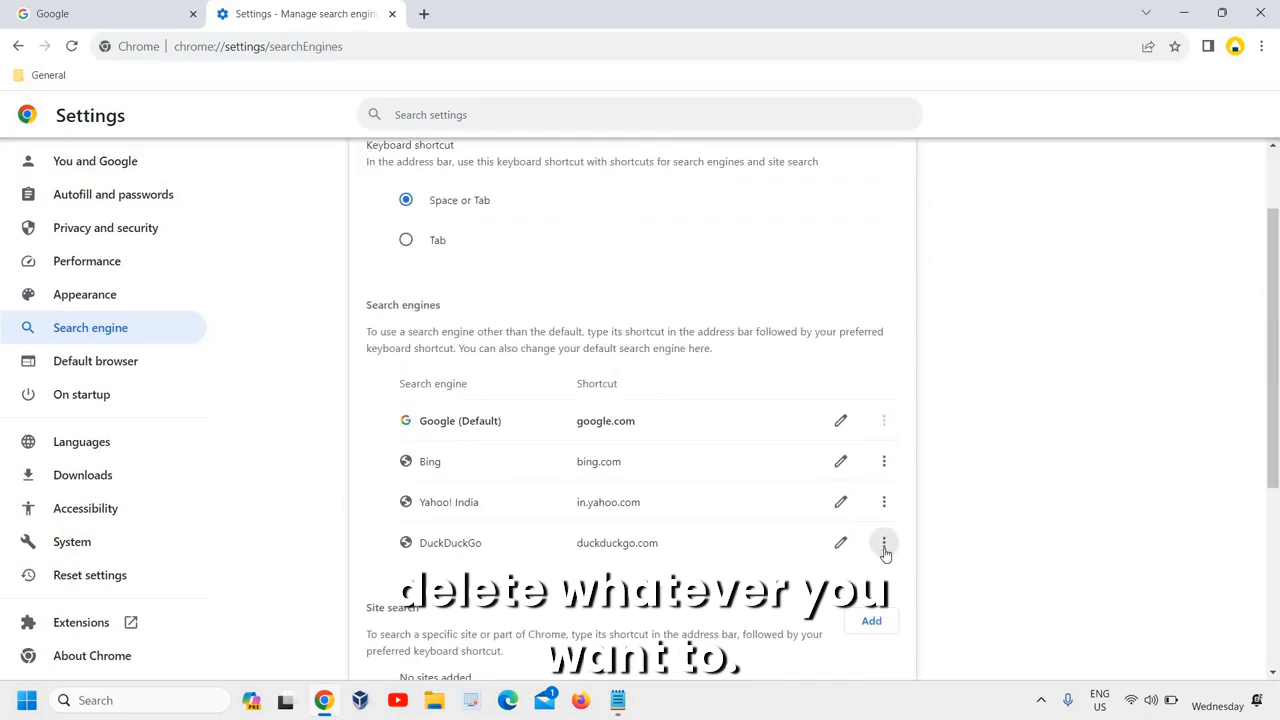 Google
Settings - Manage search engin
Chrome
chrome://settings/searchEngines
General
Settings
Search settings
You and Google
Autofill and passwords
Privacy and security
Performance
Appearance
Search engine
Default browser
On startup
Languages
Downloads
Accessibility
System
Reset settings
Extensions
About Chrome
Keyboard shortcut
In the address bar, use this keyboard shortcut with shortcuts for search engines and site search
Space or Tab
Tab
Search engines
To use a search engine other than the default, type its shortcut in the address bar followed by your preferred
keyboard shortcut. You can also change your default search engine here.
Search engine Shortcut
Google (Default) google.com
Bing bing.com
Yahoo! India in.yahoo.com
DuckDuckGo duckduckgo.com
delete whatever you
want to.
Site search
Add
To search a specific site or part of Chrome, type its shortcut in the address bar, followed by your
preferred keyboard shortcut.
No sites added
Search
PRE
1
ENG
US
Wednesday